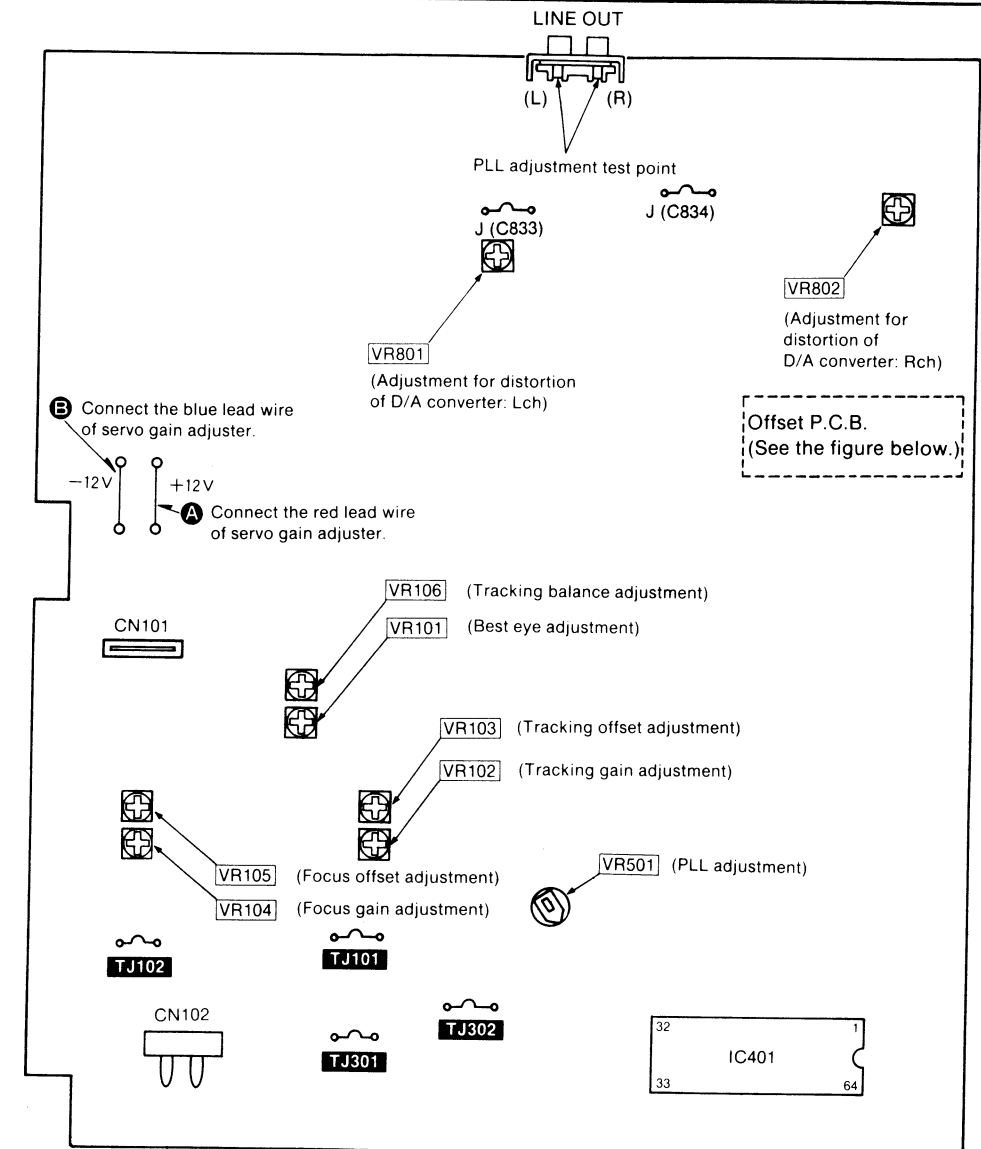 LINE OUT
(L)
(R)
PLL adjustment test point
J (C833)
J (C834)
VR802
(Adjustment for
distortion of
D/A converter: Rch)
VR801
(Adjustment for distortion
of D/A converter: Lch)
B Connect the blue lead wire
of servo gain adjuster.
Offset P.C.B.
(See the figure below.)
−12V
+12V
A Connect the red lead wire
of servo gain adjuster.
VR106 (Tracking balance adjustment)
VR101 (Best eye adjustment)
CN101
VR103 (Tracking offset adjustment)
VR102 (Tracking gain adjustment)
VR105 (Focus offset adjustment)
VR104 (Focus gain adjustment)
VR501 (PLL adjustment)
TJ102
TJ101
CN102
TJ302
TJ301
32
1
IC401
33
64